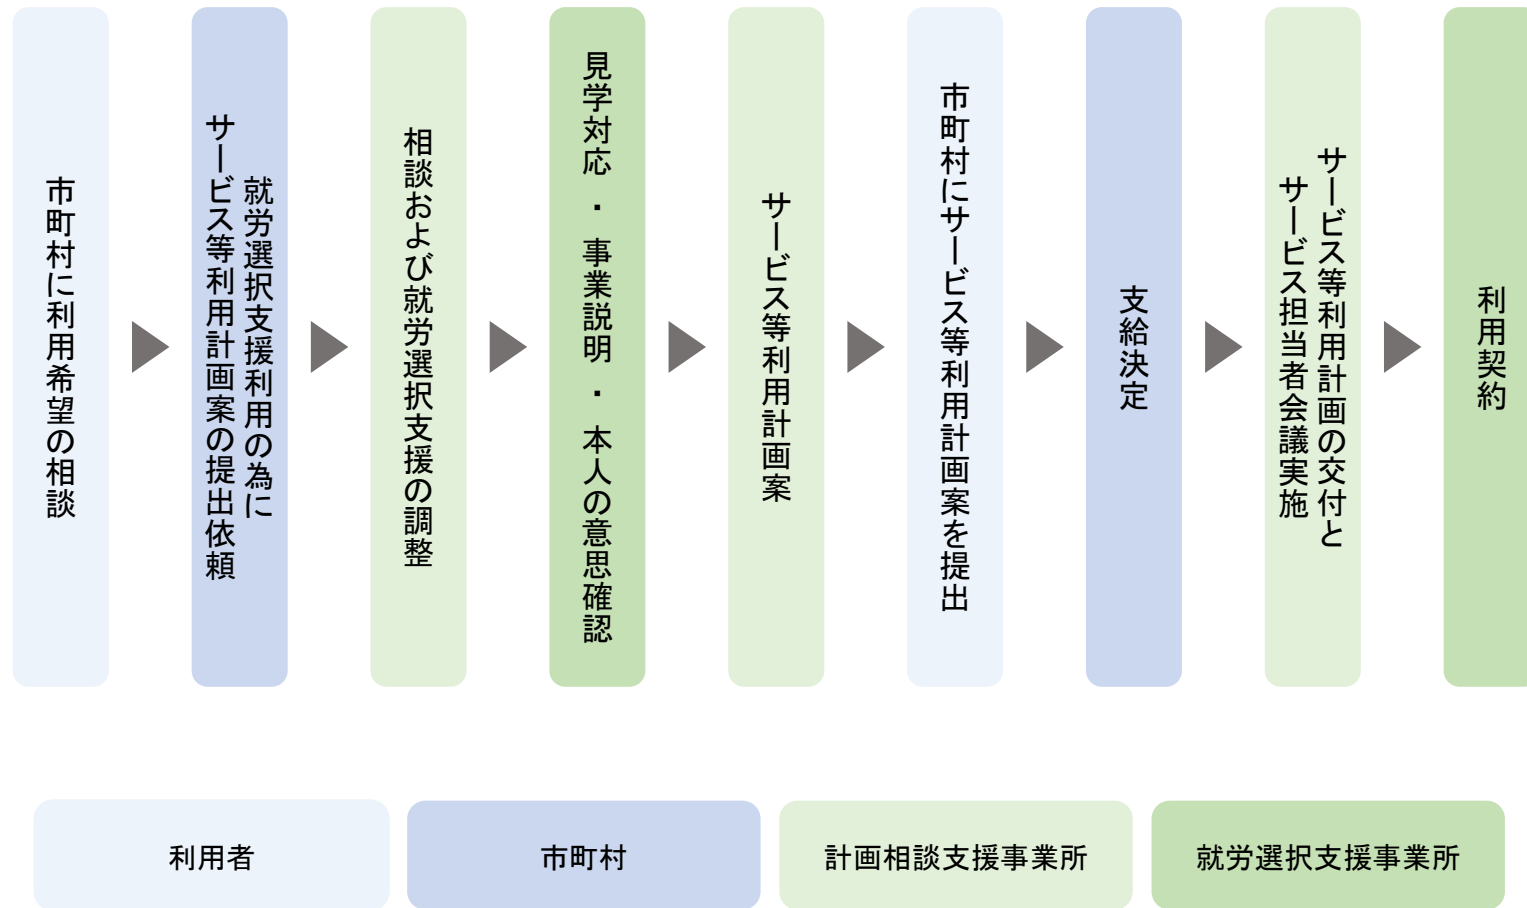 市町村に利用希望の相談
就労選択支援利用の為に
サービス等利用計画案の提出依頼
相談および就労選択支援の調整
見学対応・事業説明・本人の意思確認
サービス等利用計画案
市町村にサービス等利用計画案を提出
支給決定
サービス等利用計画の交付と
サービス担当者会議実施
利用契約
利用者
市町村
計画相談支援事業所
就労選択支援事業所